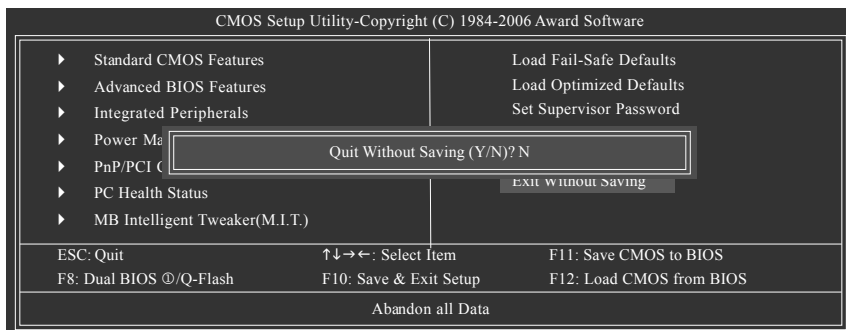 CMOS Setup Utility-Copyright (C) 1984-2006 Award Software
Standard CMOS Features
Advanced BIOS Features
Integrated Peripherals
Power Ma
PnP/PCI
PC Health Status
MB Intelligent Tweaker(M.I.T.)
Load Fail-Safe Defaults
Load Optimized Defaults
Set Supervisor Password
Exit Without Saving
Quit Without Saving (Y/N)? N
ESC: Quit
↑↓→←: Select Item
F11: Save CMOS to BIOS
F8: Dual BIOS ①/Q-Flash
F10: Save & Exit Setup
F12: Load CMOS from BIOS
Abandon all Data